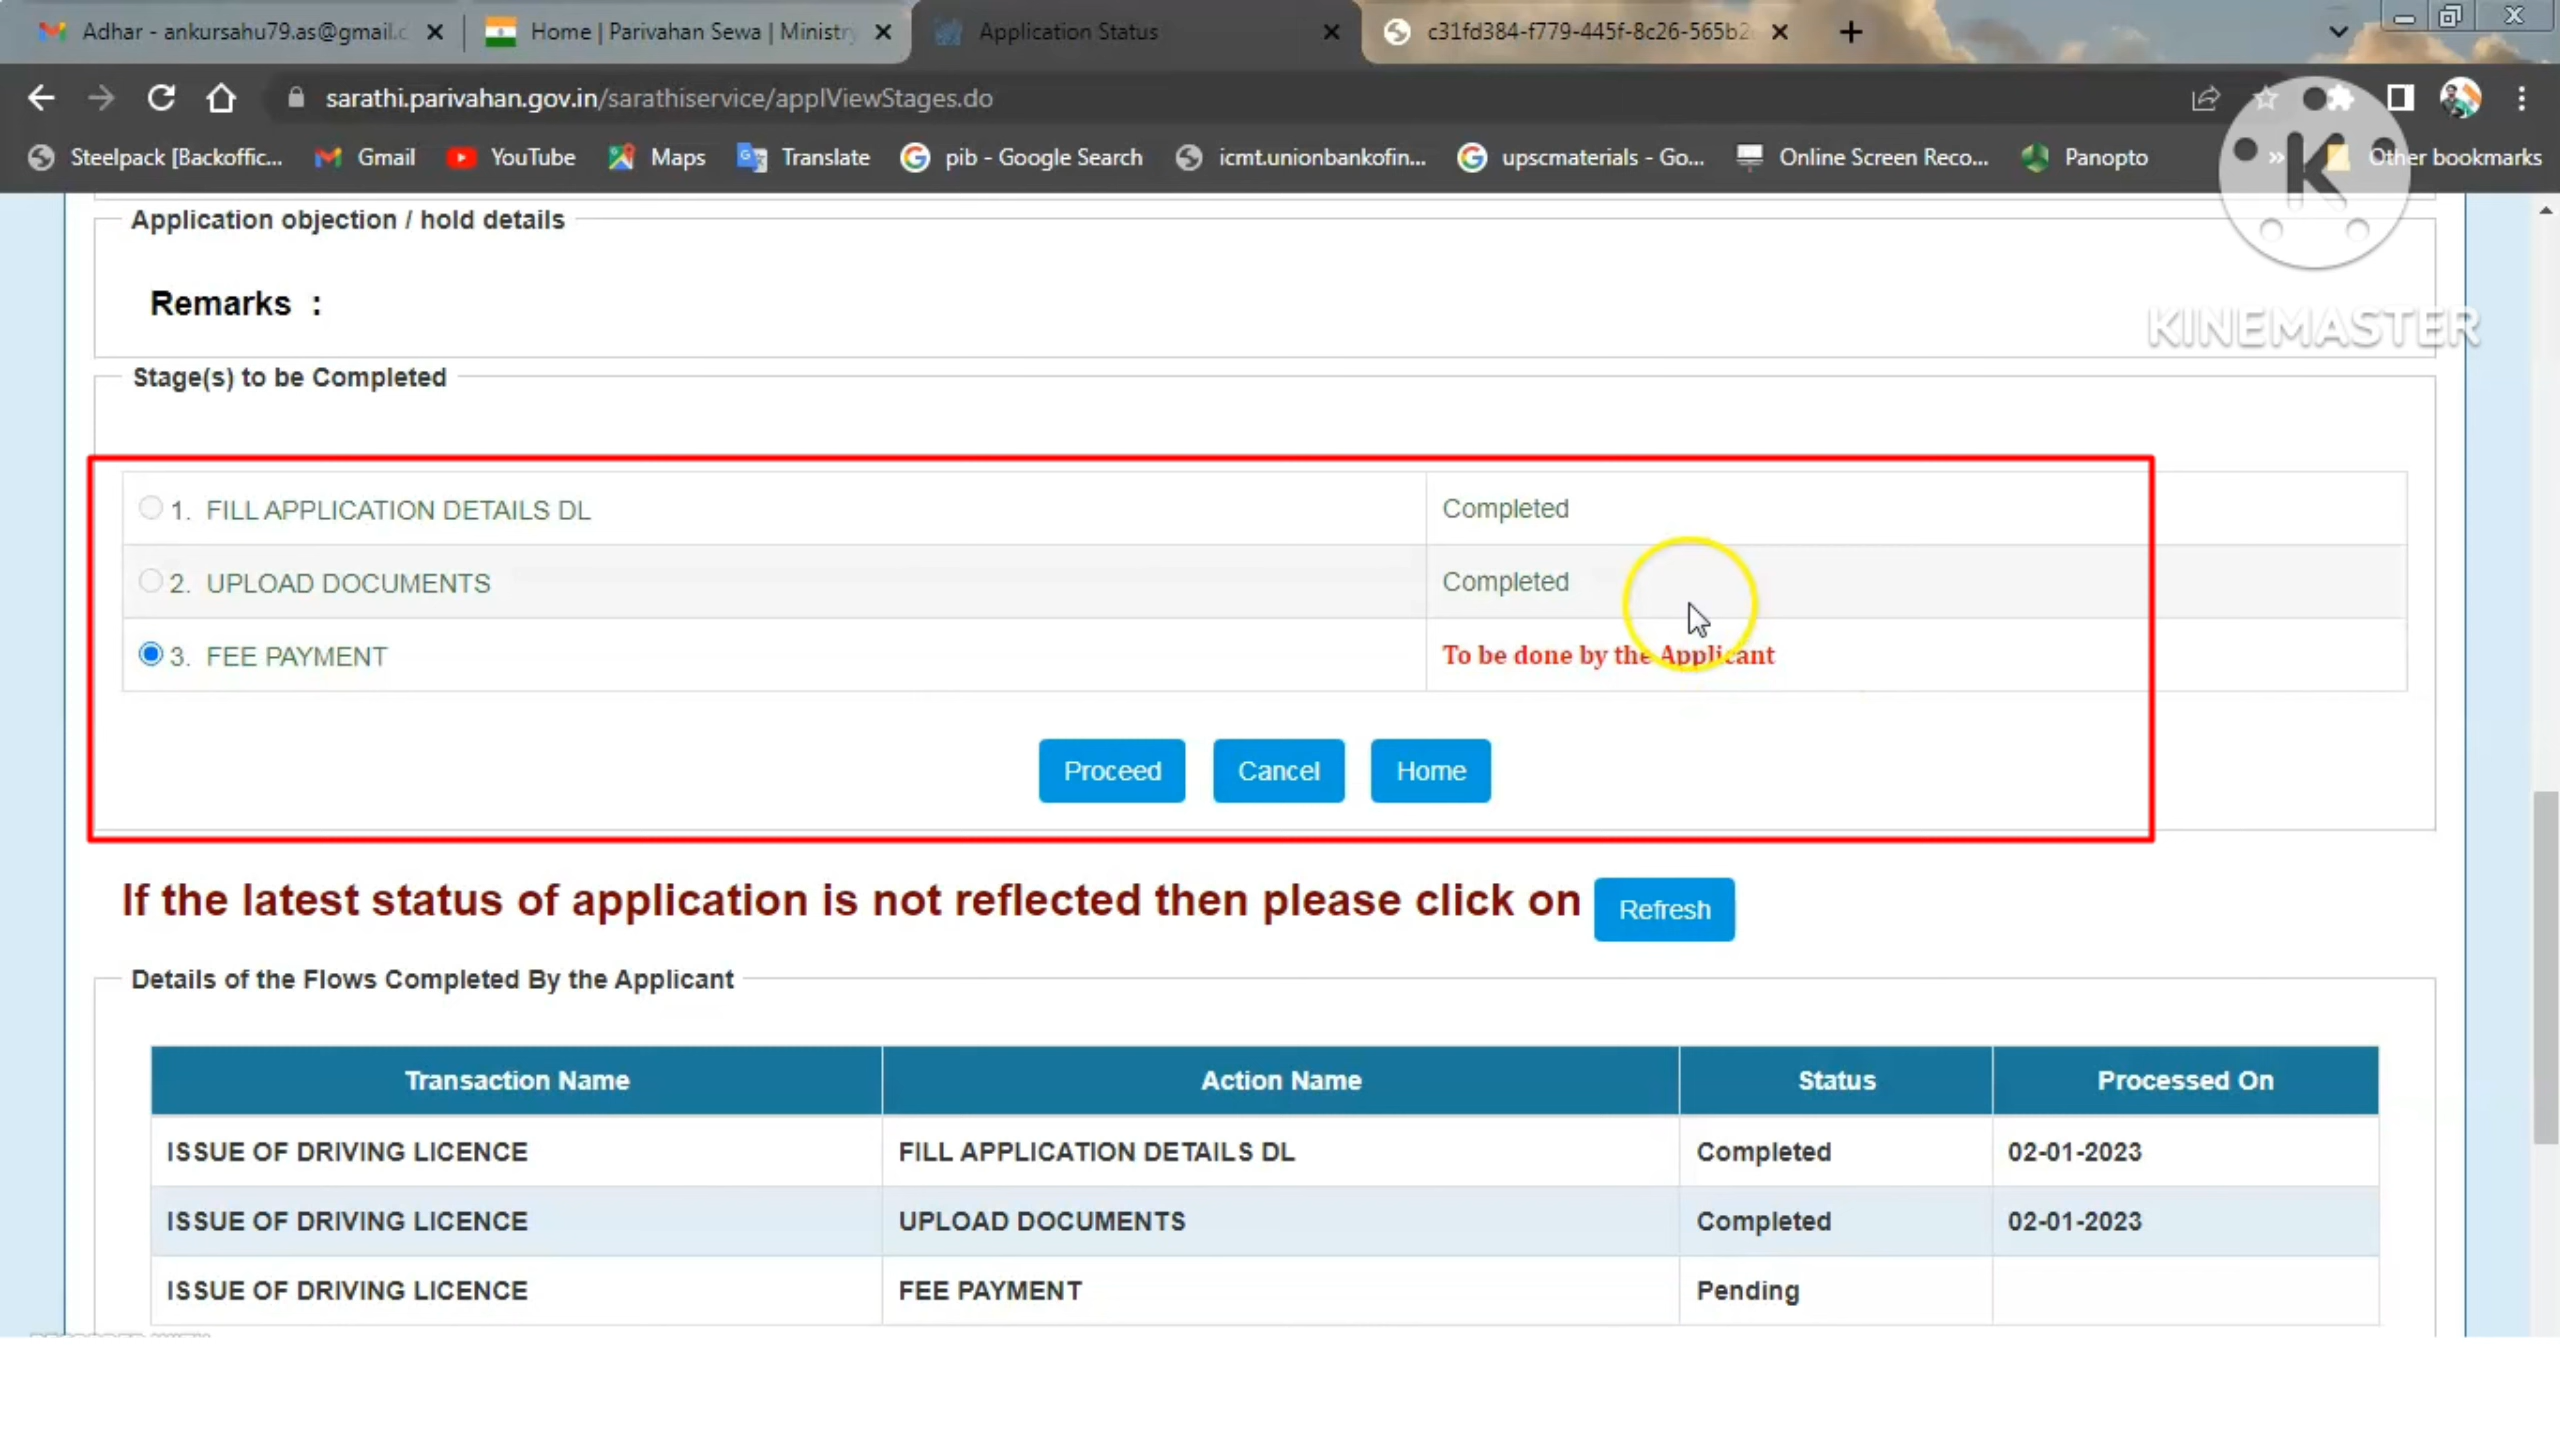 Adhar - ankursahu79.as@gmail.c
Home | Parivahan Sewa | Ministry
Application Status
c31fd384-f779-445f-8c26-565b2
sarathi.parivahan.gov.in/sarathiservice/applViewStages.do
Steelpack [Backoffic... Gmail YouTube Maps Translate pib - Google Search icmt.unionbankofin... upscmaterials - Go... Online Screen Reco... Panopto » Other bookmarks
K
KINEMASTER
Application objection / hold details
Remarks :
Stage(s) to be Completed
1. FILL APPLICATION DETAILS DL Completed
2. UPLOAD DOCUMENTS Completed
3. FEE PAYMENT To be done by the Applicant
Proceed Cancel Home
If the latest status of application is not reflected then please click on Refresh
Details of the Flows Completed By the Applicant
Transaction Name Action Name Status Processed On
ISSUE OF DRIVING LICENCE FILL APPLICATION DETAILS DL Completed 02-01-2023
ISSUE OF DRIVING LICENCE UPLOAD DOCUMENTS Completed 02-01-2023
ISSUE OF DRIVING LICENCE FEE PAYMENT Pending